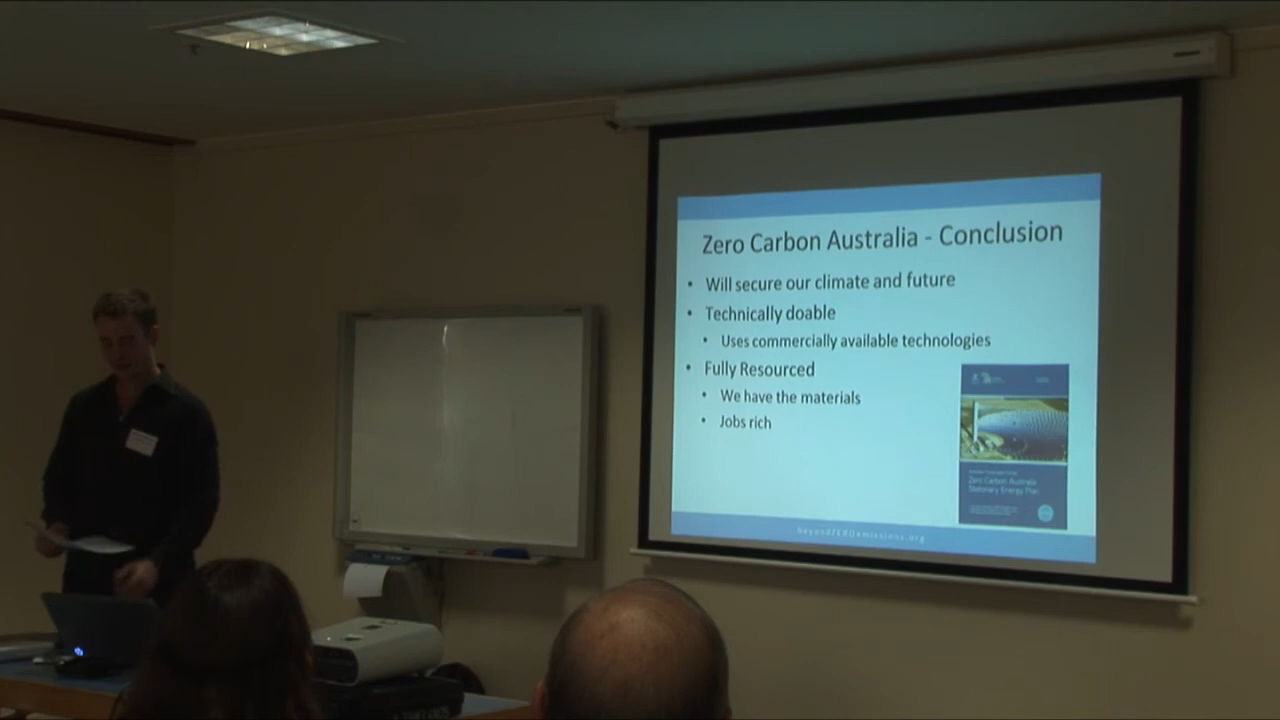 Zero Carbon Australia - Conclusion
• Will secure our climate and future
• Technically doable
• Uses commercially available technologies
• Fully Resourced
• We have the materials
• Jobs rich
Zero Carbon Australia
Stationary Energy Plan
beyondZEROemissions.org